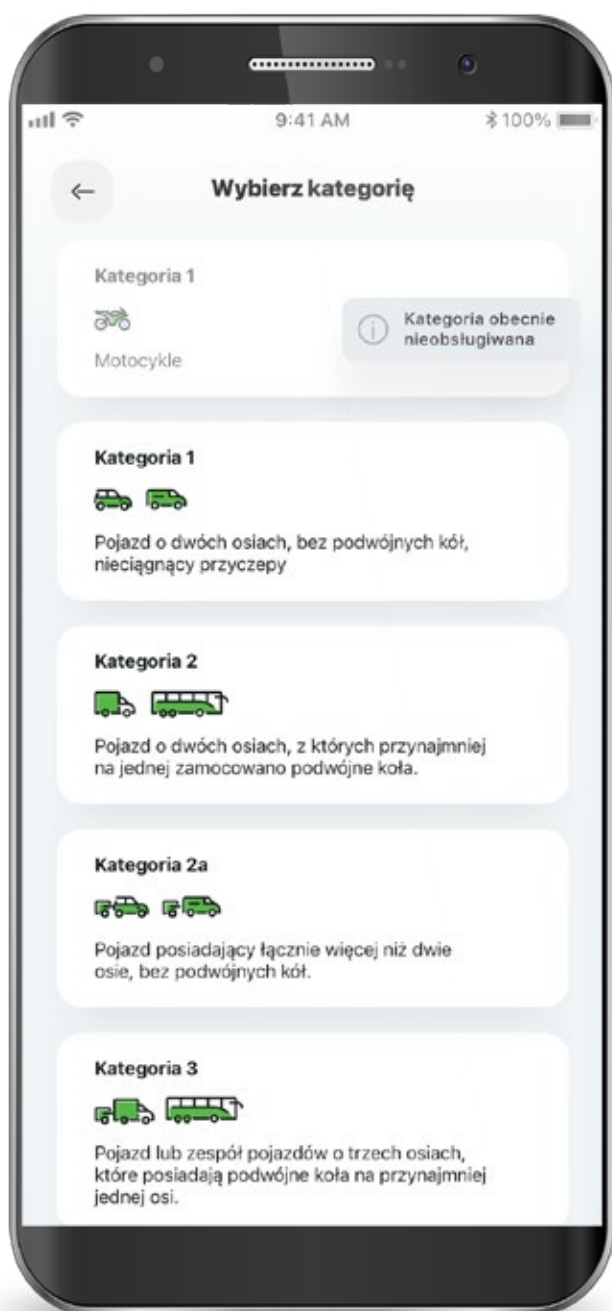 9:41 AM
100%
Wybierz kategorię
Kategoria 1
Kategoria obecnie
nieobsługiwana
Motocykle
Kategoria 1
Pojazd o dwóch osiach, bez podwójnych kół,
nieciągnący przyczepy
Kategoria 2
Pojazd o dwóch osiach, z których przynajmniej
na jednej zamocowano podwójne koła.
Kategoria 2a
Pojazd posiadający łącznie więcej niż dwie
osie, bez podwójnych kół.
Kategoria 3
Pojazd lub zespół pojazdów o trzech osiach,
które posiadają podwójne koła na przynajmniej
jednej osi.